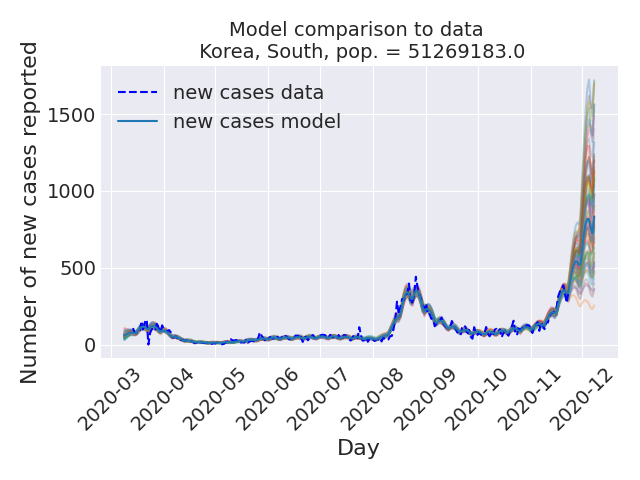 Model comparison to data
Korea, South, pop. = 51269183.0
Number of new cases reported
new cases data
new cases model
1500
1000
500
0
2020-03
2020-04
2020-05
2020-06
2020-07
2020-08
2020-09
2020-10
2020-11
2020-12
Day